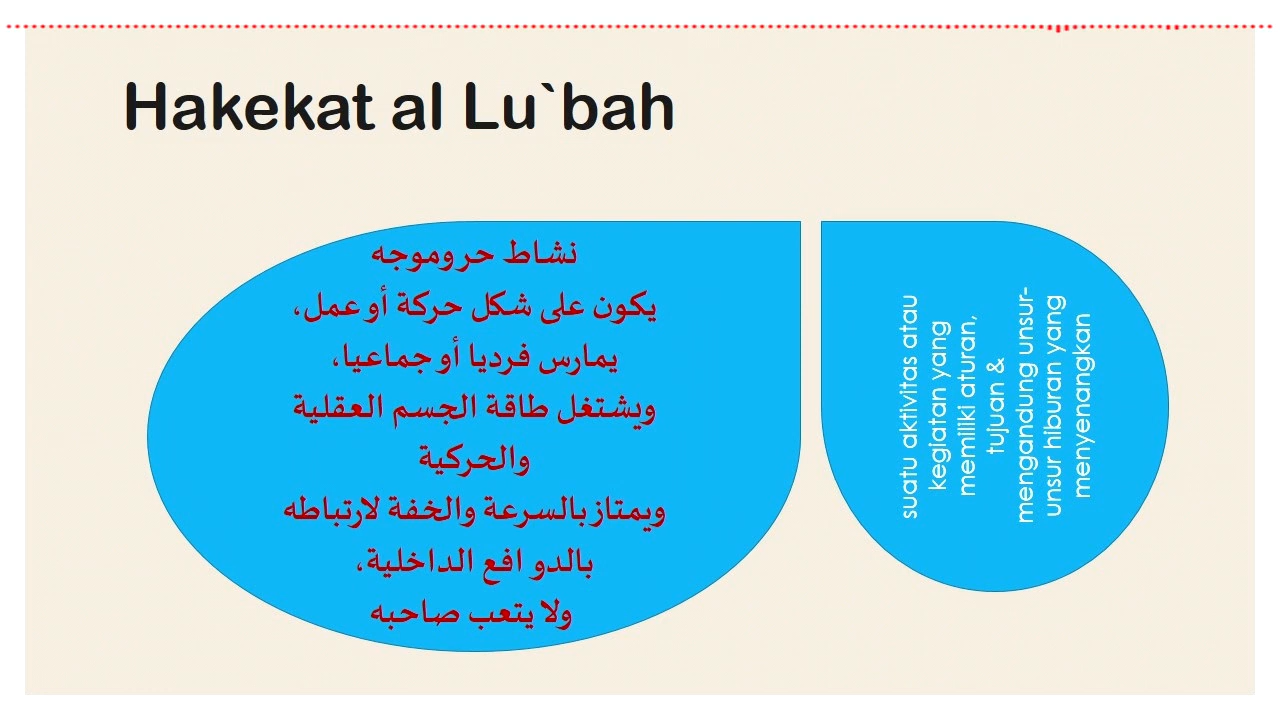 Hakekat al Lu`bah
نشاط حر وموجه
يكون على شكل حركة أو عمل،
يمارس فرديا أو جماعيا،
ويشتغل طاقة الجسم العقلية
والحركية
ويمتاز بالسرعة والخفة لارتباطه
بالدو افع الداخلية،
ولا يتعب صاحبه
suatu aktivitas atau
kegiatan yang
memiliki aturan,
tujuan &
mengandung unsur-
unsur hiburan yang
menyenangkan